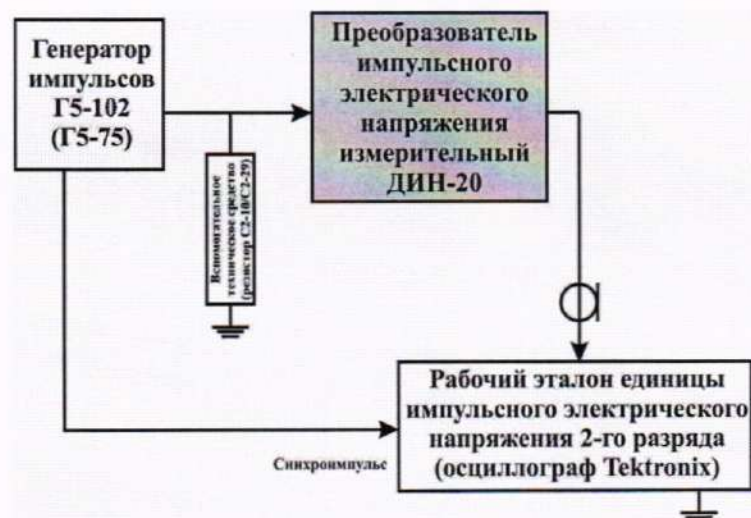 Генератор
импульсов
Г5-102
(Г5-75)
Преобразователь
импульсного
электрического
напряжения
измерительный
ДИН-20
Вспомогательное
техническое средство
(резистор С2-10/С2-29)
Рабочий эталон единицы
импульсного электрического
напряжения 2-го разряда
(осциллограф Tektronix)
Синхроимпульс